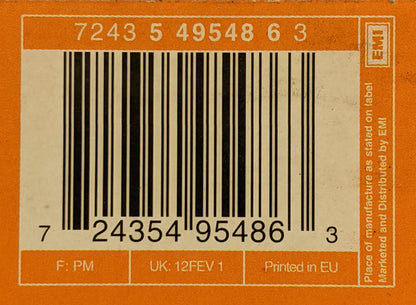 7243 5 49548 6 3
EMI
7 24354 95486 3
F: PM
UK: 12FEV 1
Printed in EU
Place of manufacture as stated on label
Marketed and Distributed by EMI